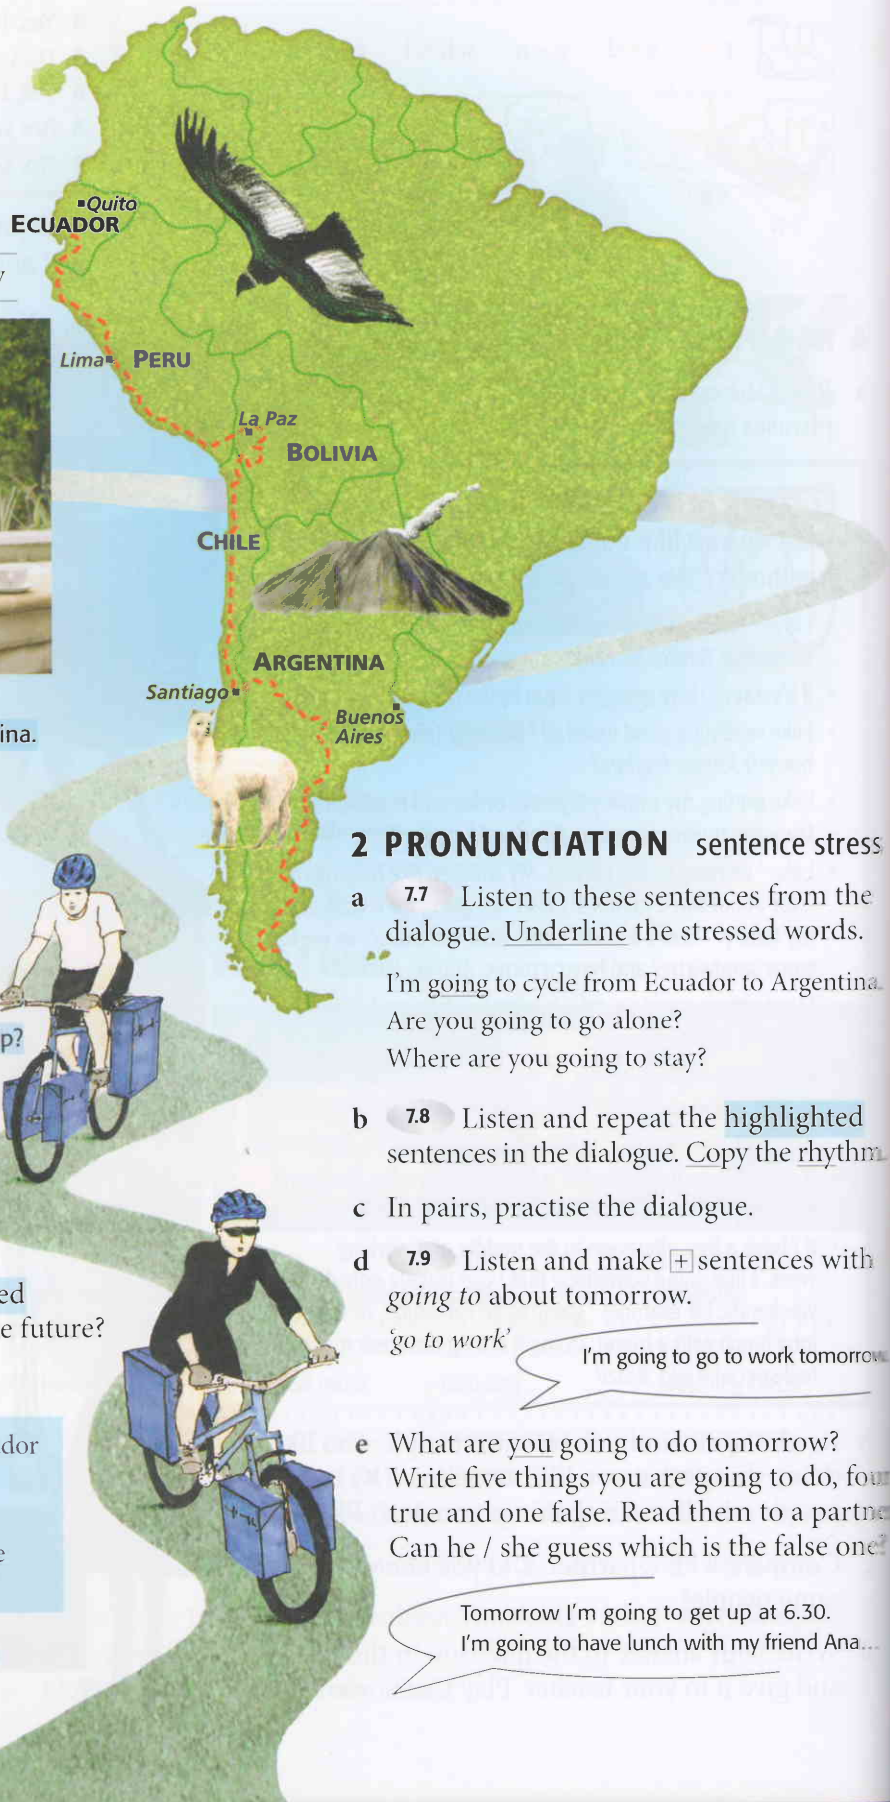 Quito
ECUADOR
y
Lima
PERU
La Paz
BOLIVIA
CHILE
ARGENTINA
Santiago
Buenos
Aires
ina.
p?
ed
e future?
dor
e
2 PRONUNCIATION sentence stress
a 7.7 Listen to these sentences from the
dialogue. Underline the stressed words.
I'm going to cycle from Ecuador to Argentina.
Are you going to go alone?
Where are you going to stay?
b 7.8 Listen and repeat the highlighted
sentences in the dialogue. Copy the rhythm.
c In pairs, practise the dialogue.
d 7.9 Listen and make + sentences with
going to about tomorrow.
'go to work'
I'm going to go to work tomorrow.
e What are you going to do tomorrow?
Write five things you are going to do, four
true and one false. Read them to a partne
Can he / she guess which is the false one?
Tomorrow I'm going to get up at 6.30.
I'm going to have lunch with my friend Ana...